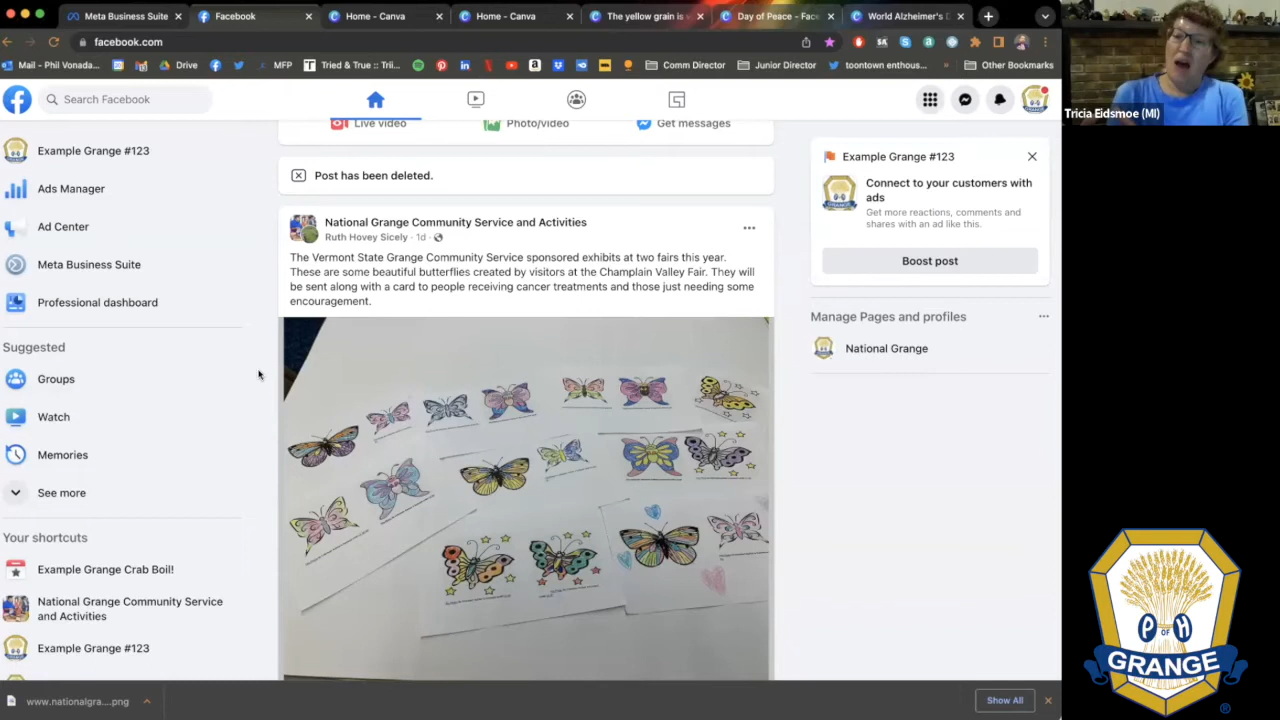 Meta Business Suite
Facebook
Home - Canva
Home - Canva
The yellow grain is
Day of Peace - Face
World Alzheimer's
facebook.com
Mail - Phil Vonada...
Drive
MFP
Tried & True :: Trii...
Comm Director
Junior Director
toontown enthous...
»
Other Bookmarks
Search Facebook
Tricia Eidsmoe (MI)
Live video
Photo/video
Get messages
Example Grange #123
Ads Manager
Ad Center
Meta Business Suite
Professional dashboard
Suggested
Groups
Watch
Memories
See more
Your shortcuts
Example Grange Crab Boil!
National Grange Community Service
and Activities
Example Grange #123
Post has been deleted.
National Grange Community Service and Activities
Ruth Hovey Sicely · 1d ·
The Vermont State Grange Community Service sponsored exhibits at two fairs this year.
These are some beautiful butterflies created by visitors at the Champlain Valley Fair. They will
be sent along with a card to people receiving cancer treatments and those just needing some
encouragement.
Example Grange #123
Connect to your customers with
ads
Get more reactions, comments and
shares with an ad like this.
Boost post
Manage Pages and profiles
National Grange
P OF H
GRANGE
®
www.nationalgra....png
Show All